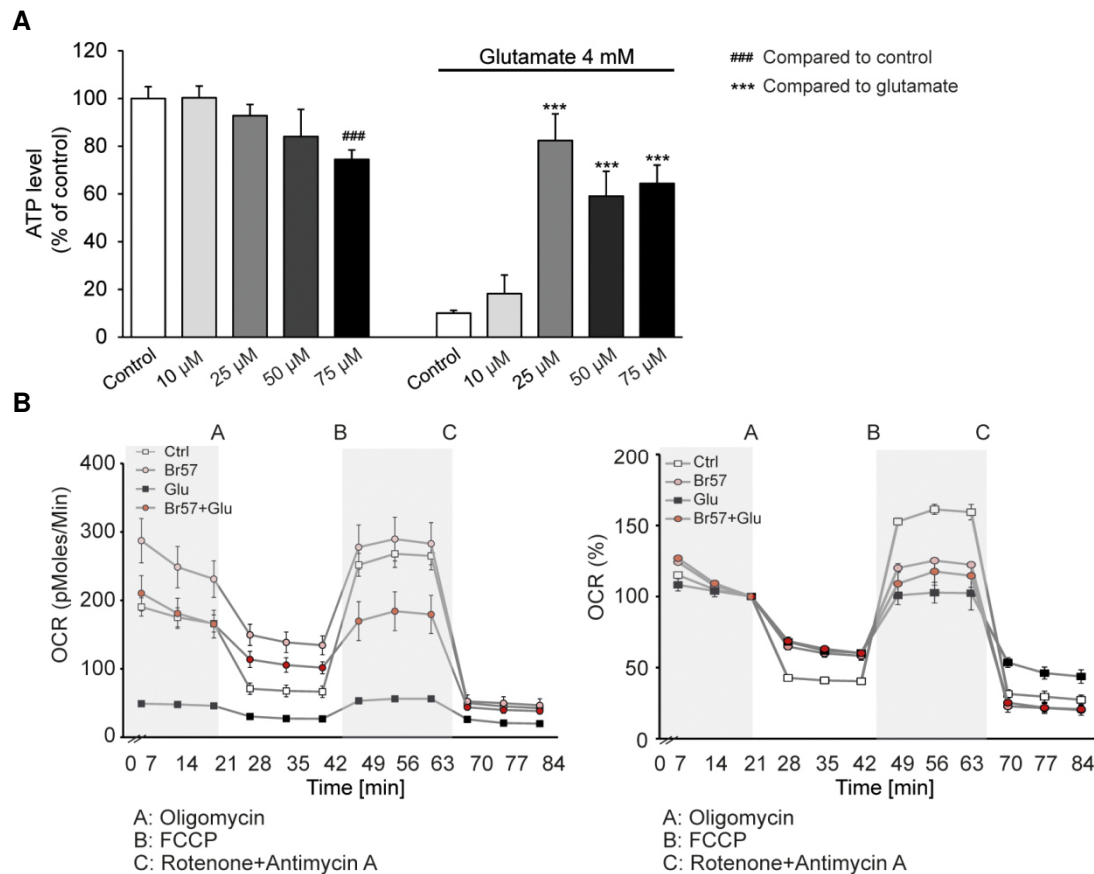 A
120
100
80
60
40
20
0
ATP level
(% of control)
Glutamate 4 mM
### Compared to control
*** Compared to glutamate
###
***
***
***
Control
10 µM
25 µM
50 µM
75 µM
Control
10 µM
25 µM
50 µM
75 µM
B
A
B
C
400
300
200
100
0
OCR (pMoles/Min)
Ctrl
Br57
Glu
Br57+Glu
0 7 14 21 28 35 42 49 56 63 70 77 84
Time [min]
A: Oligomycin
B: FCCP
C: Rotenone+Antimycin A
A
B
C
200
150
100
50
0
OCR (%)
Ctrl
Br57
Glu
Br57+Glu
0 7 14 21 28 35 42 49 56 63 70 77 84
Time [min]
A: Oligomycin
B: FCCP
C: Rotenone+Antimycin A